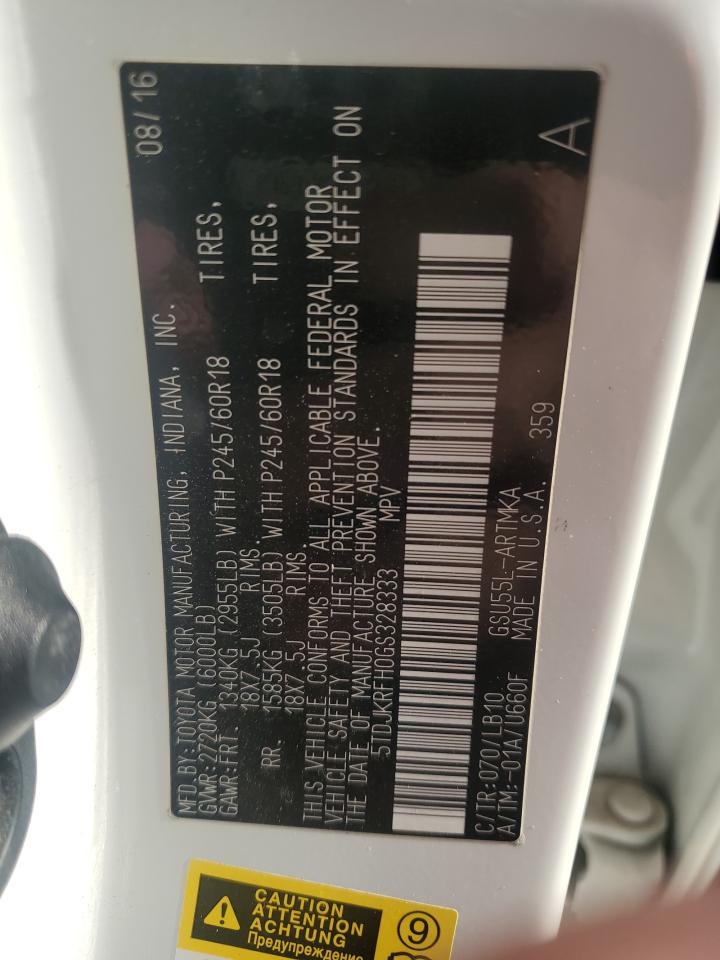 MFD.BY:TOYOTA MOTOR MANUFACTURING, INDIANA, INC. 08/16
GVWR:2720KG (6000LB)
GAWR:FRT. 1340KG (2955LB) WITH P245/60R18 TIRES,
18X7.5J RIMS
RR. 1585KG (3505LB) WITH P245/60R18 TIRES,
18X7.5J RIMS
THIS VEHICLE CONFORMS TO ALL APPLICABLE FEDERAL MOTOR
VEHICLE SAFETY AND THEFT PREVENTION STANDARDS IN EFFECT ON
THE DATE OF MANUFACTURE SHOWN ABOVE.
5TDJKRFH0GS328333 MPV
C/TR:070/LB10 GSU55L-ARTMKA
A/TM:-01A/U660F MADE IN U.S.A. 359 A
CAUTION
ATTENTION
ACHTUNG
Предупреждение
9